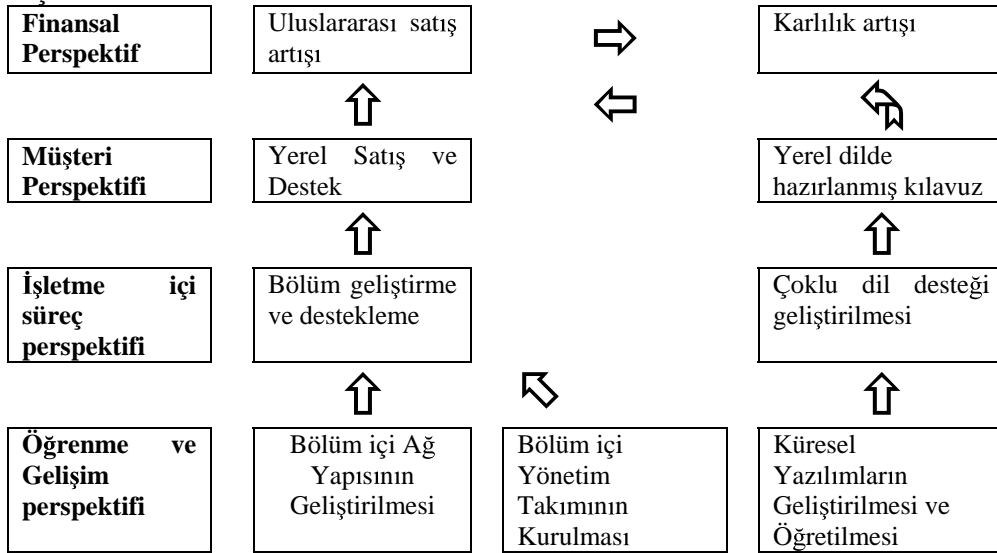 Finansal
Perspektif
Uluslararası satış
artışı
Karlılık artışı
Müşteri
Perspektifi
Yerel Satış ve
Destek
Yerel dilde
hazırlanmış kılavuz
İşletme içi
süreç
perspektifi
Bölüm geliştirme
ve destekleme
Çoklu dil desteği
geliştirilmesi
Öğrenme ve
Gelişim
perspektifi
Bölüm içi Ağ
Yapısının
Geliştirilmesi
Bölüm içi
Yönetim
Takımının
Kurulması
Küresel
Yazılımların
Geliştirilmesi ve
Öğretilmesi